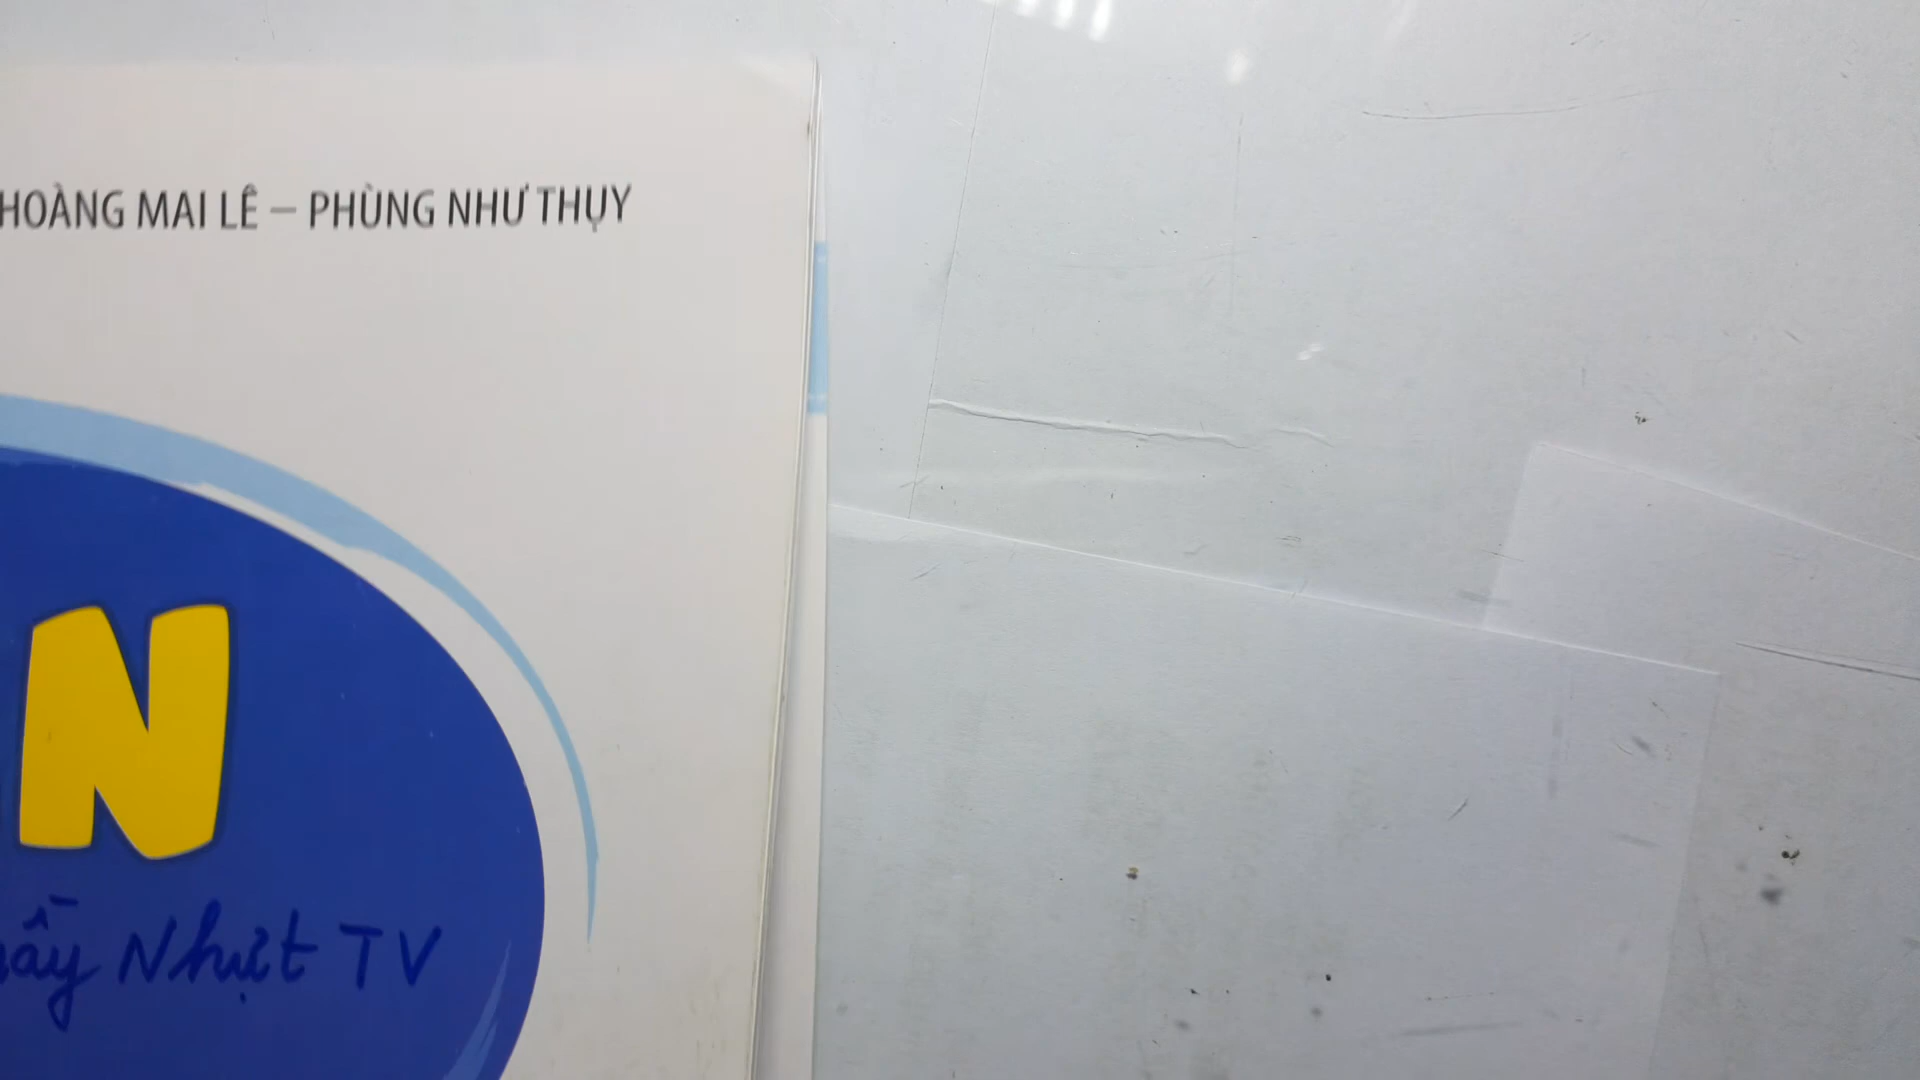 HOÀNG MAI LÊ – PHÙNG NHƯ THỤY
N
Nhựt TV